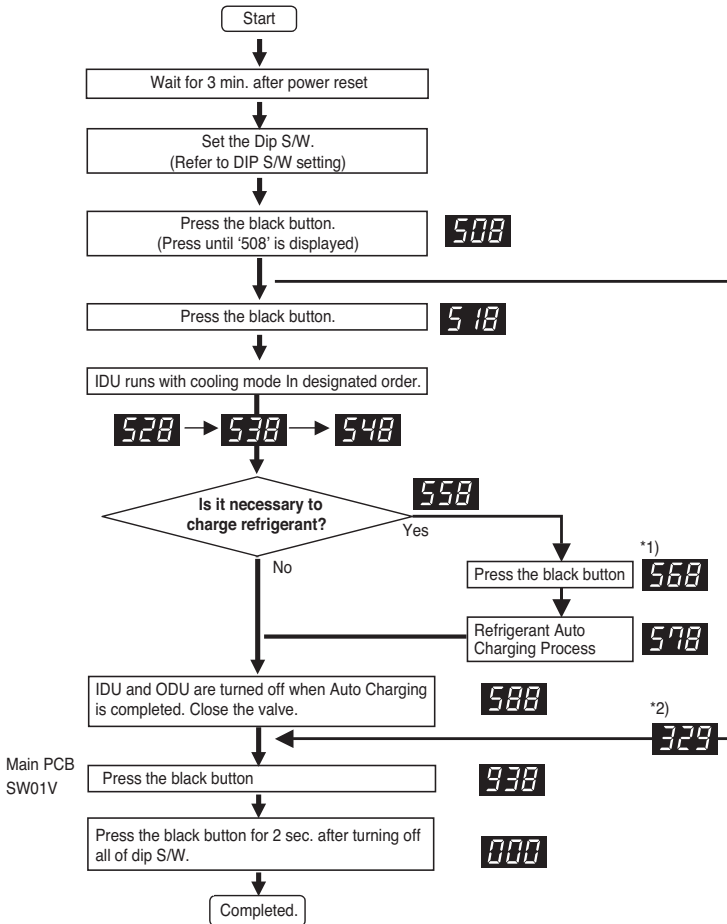 Start
Wait for 3 min. after power reset
Set the Dip S/W.
(Refer to DIP S/W setting)
Press the black button.
(Press until ‘508’ is displayed)
508
Press the black button.
518
IDU runs with cooling mode In designated order.
528
538
548
Is it necessary to
charge refrigerant?
558
Yes
No
*1)
Press the black button
568
Refrigerant Auto
Charging Process
578
IDU and ODU are turned off when Auto Charging
is completed. Close the valve.
588
*2)
329
Main PCB
SW01V
Press the black button
938
Press the black button for 2 sec. after turning off
all of dip S/W.
000
Completed.